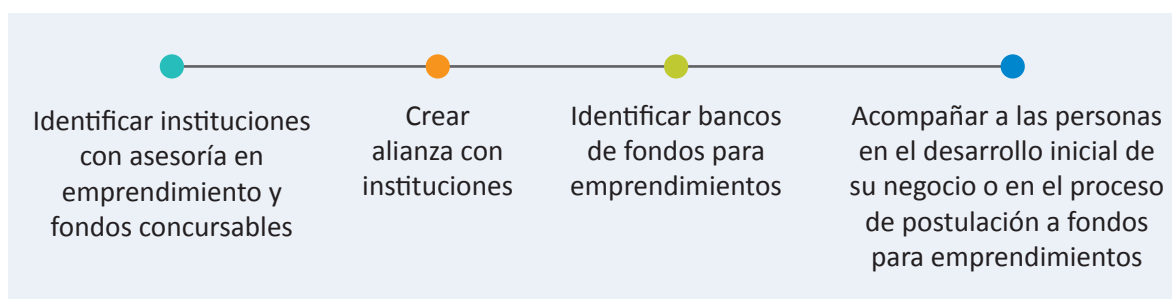 Identificar instituciones
con asesoría en
emprendimiento y
fondos concursables
Crear
alianza con
instituciones
Identificar bancos
de fondos para
emprendimientos
Acompañar a las personas
en el desarrollo inicial de
su negocio o en el proceso
de postulación a fondos
para emprendimientos